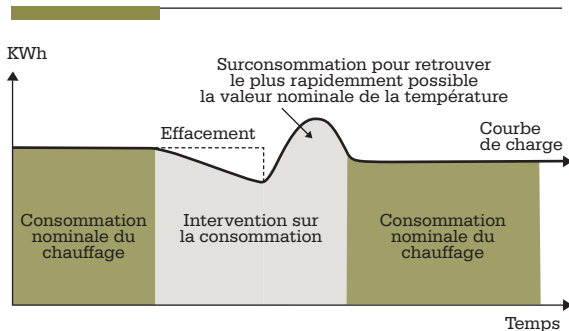 KWh
Surconsommation pour retrouver
le plus rapidemment possible
la valeur nominale de la température
Effacement
Courbe
de charge
Consommation
nominale du
chauffage
Intervention sur
la consommation
Consommation
nominale du
chauffage
Temps